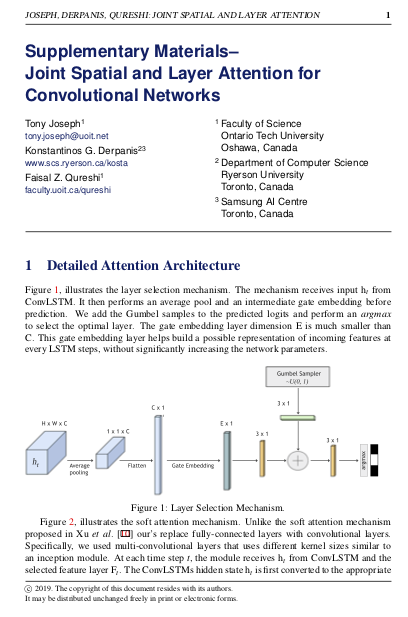 JOSEPH, DERPANIS, QURESHI: JOINT SPATIAL AND LAYER ATTENTION 1
Supplementary Materials–
Joint Spatial and Layer Attention for
Convolutional Networks
Tony Joseph1
tony.joseph@uoit.net
Konstantinos G. Derpanis23
www.scs.ryerson.ca/kosta
Faisal Z. Qureshi1
faculty.uoit.ca/qureshi
1 Faculty of Science
Ontario Tech University
Oshawa, Canada
2 Department of Computer Science
Ryerson University
Toronto, Canada
3 Samsung AI Centre
Toronto, Canada
1 Detailed Attention Architecture
Figure 1, illustrates the layer selection mechanism. The mechanism receives input ht from
ConvLSTM. It then performs an average pool and an intermediate gate embedding before
prediction. We add the Gumbel samples to the predicted logits and perform an argmax
to select the optimal layer. The gate embedding layer dimension E is much smaller than
C. This gate embedding layer helps build a possible representation of incoming features at
every LSTM steps, without significantly increasing the network parameters.
Gumbel Sampler
~U(0, 1)
3 x 1
C x 1
H x W x C
1 x 1 x C
E x 1
3 x 1
3 x 1
ht
Average
pooling
Flatten
Gate Embedding
argmax
Figure 1: Layer Selection Mechanism.
Figure 2, illustrates the soft attention mechanism. Unlike the soft attention mechanism
proposed in Xu et al. [] our's replace fully-connected layers with convolutional layers.
Specifically, we used multi-convolutional layers that uses different kernel sizes similar to
an inception module. At each time step t, the module receives ht from ConvLSTM and the
selected feature layer Ft. The ConvLSTMs hidden state ht is first converted to the appropriate
© 2019. The copyright of this document resides with its authors.
It may be distributed unchanged freely in print or electronic forms.